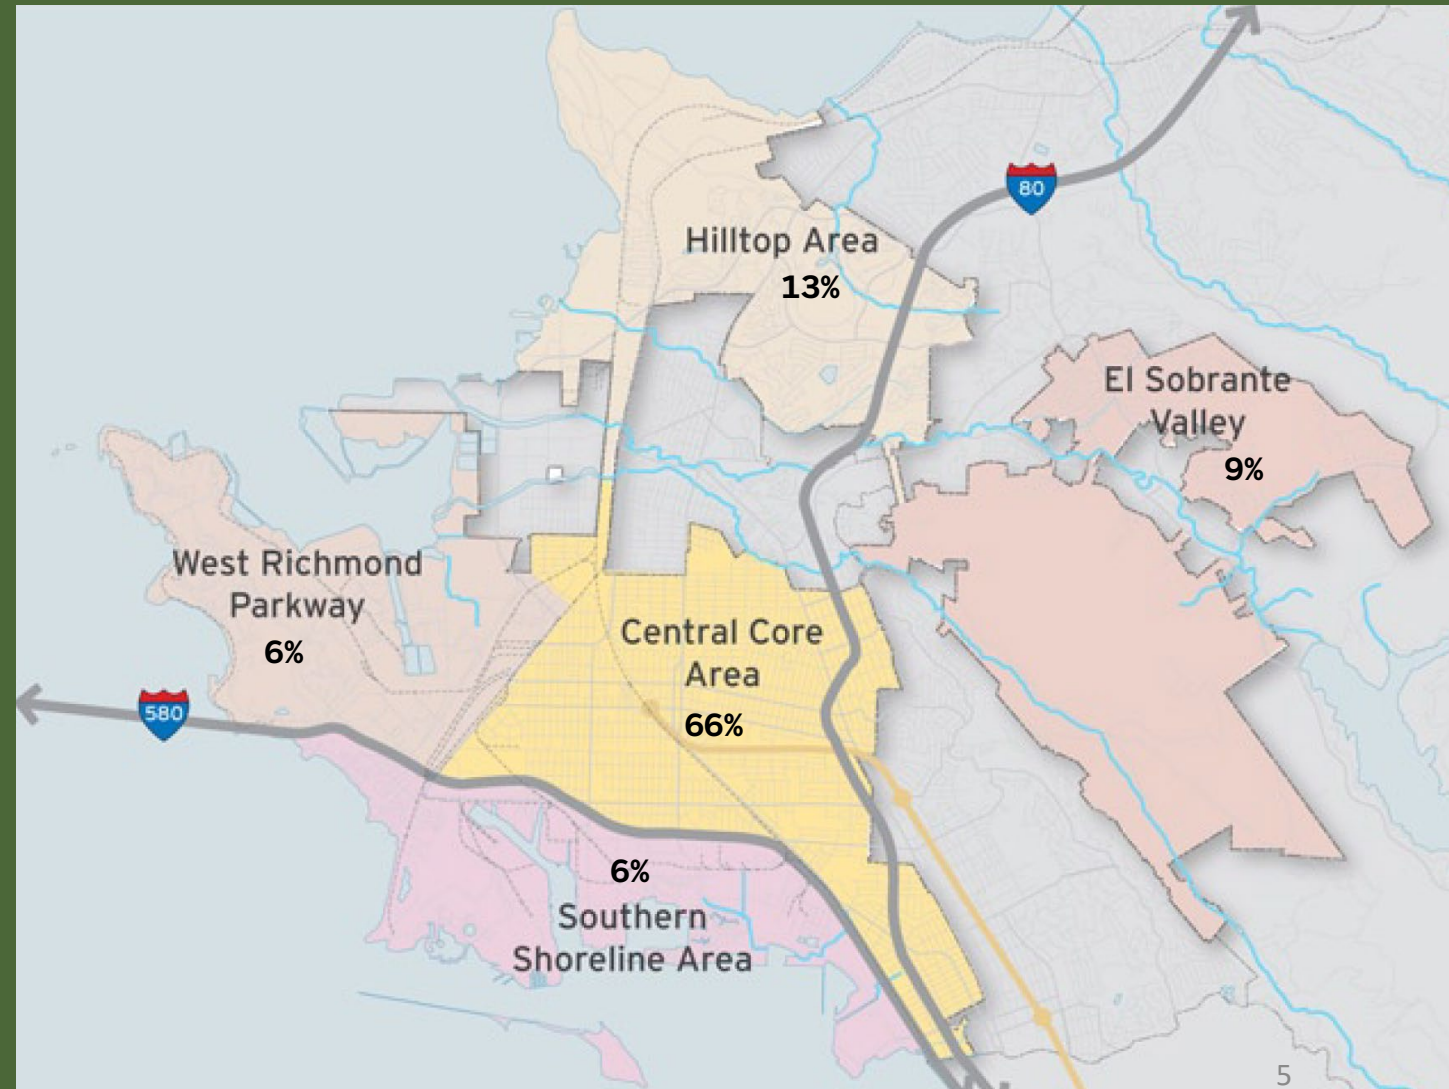 80
Hilltop Area
13%
El Sobrante
Valley
9%
West Richmond
Parkway
6%
Central Core
Area
66%
580
6%
Southern
Shoreline Area
5